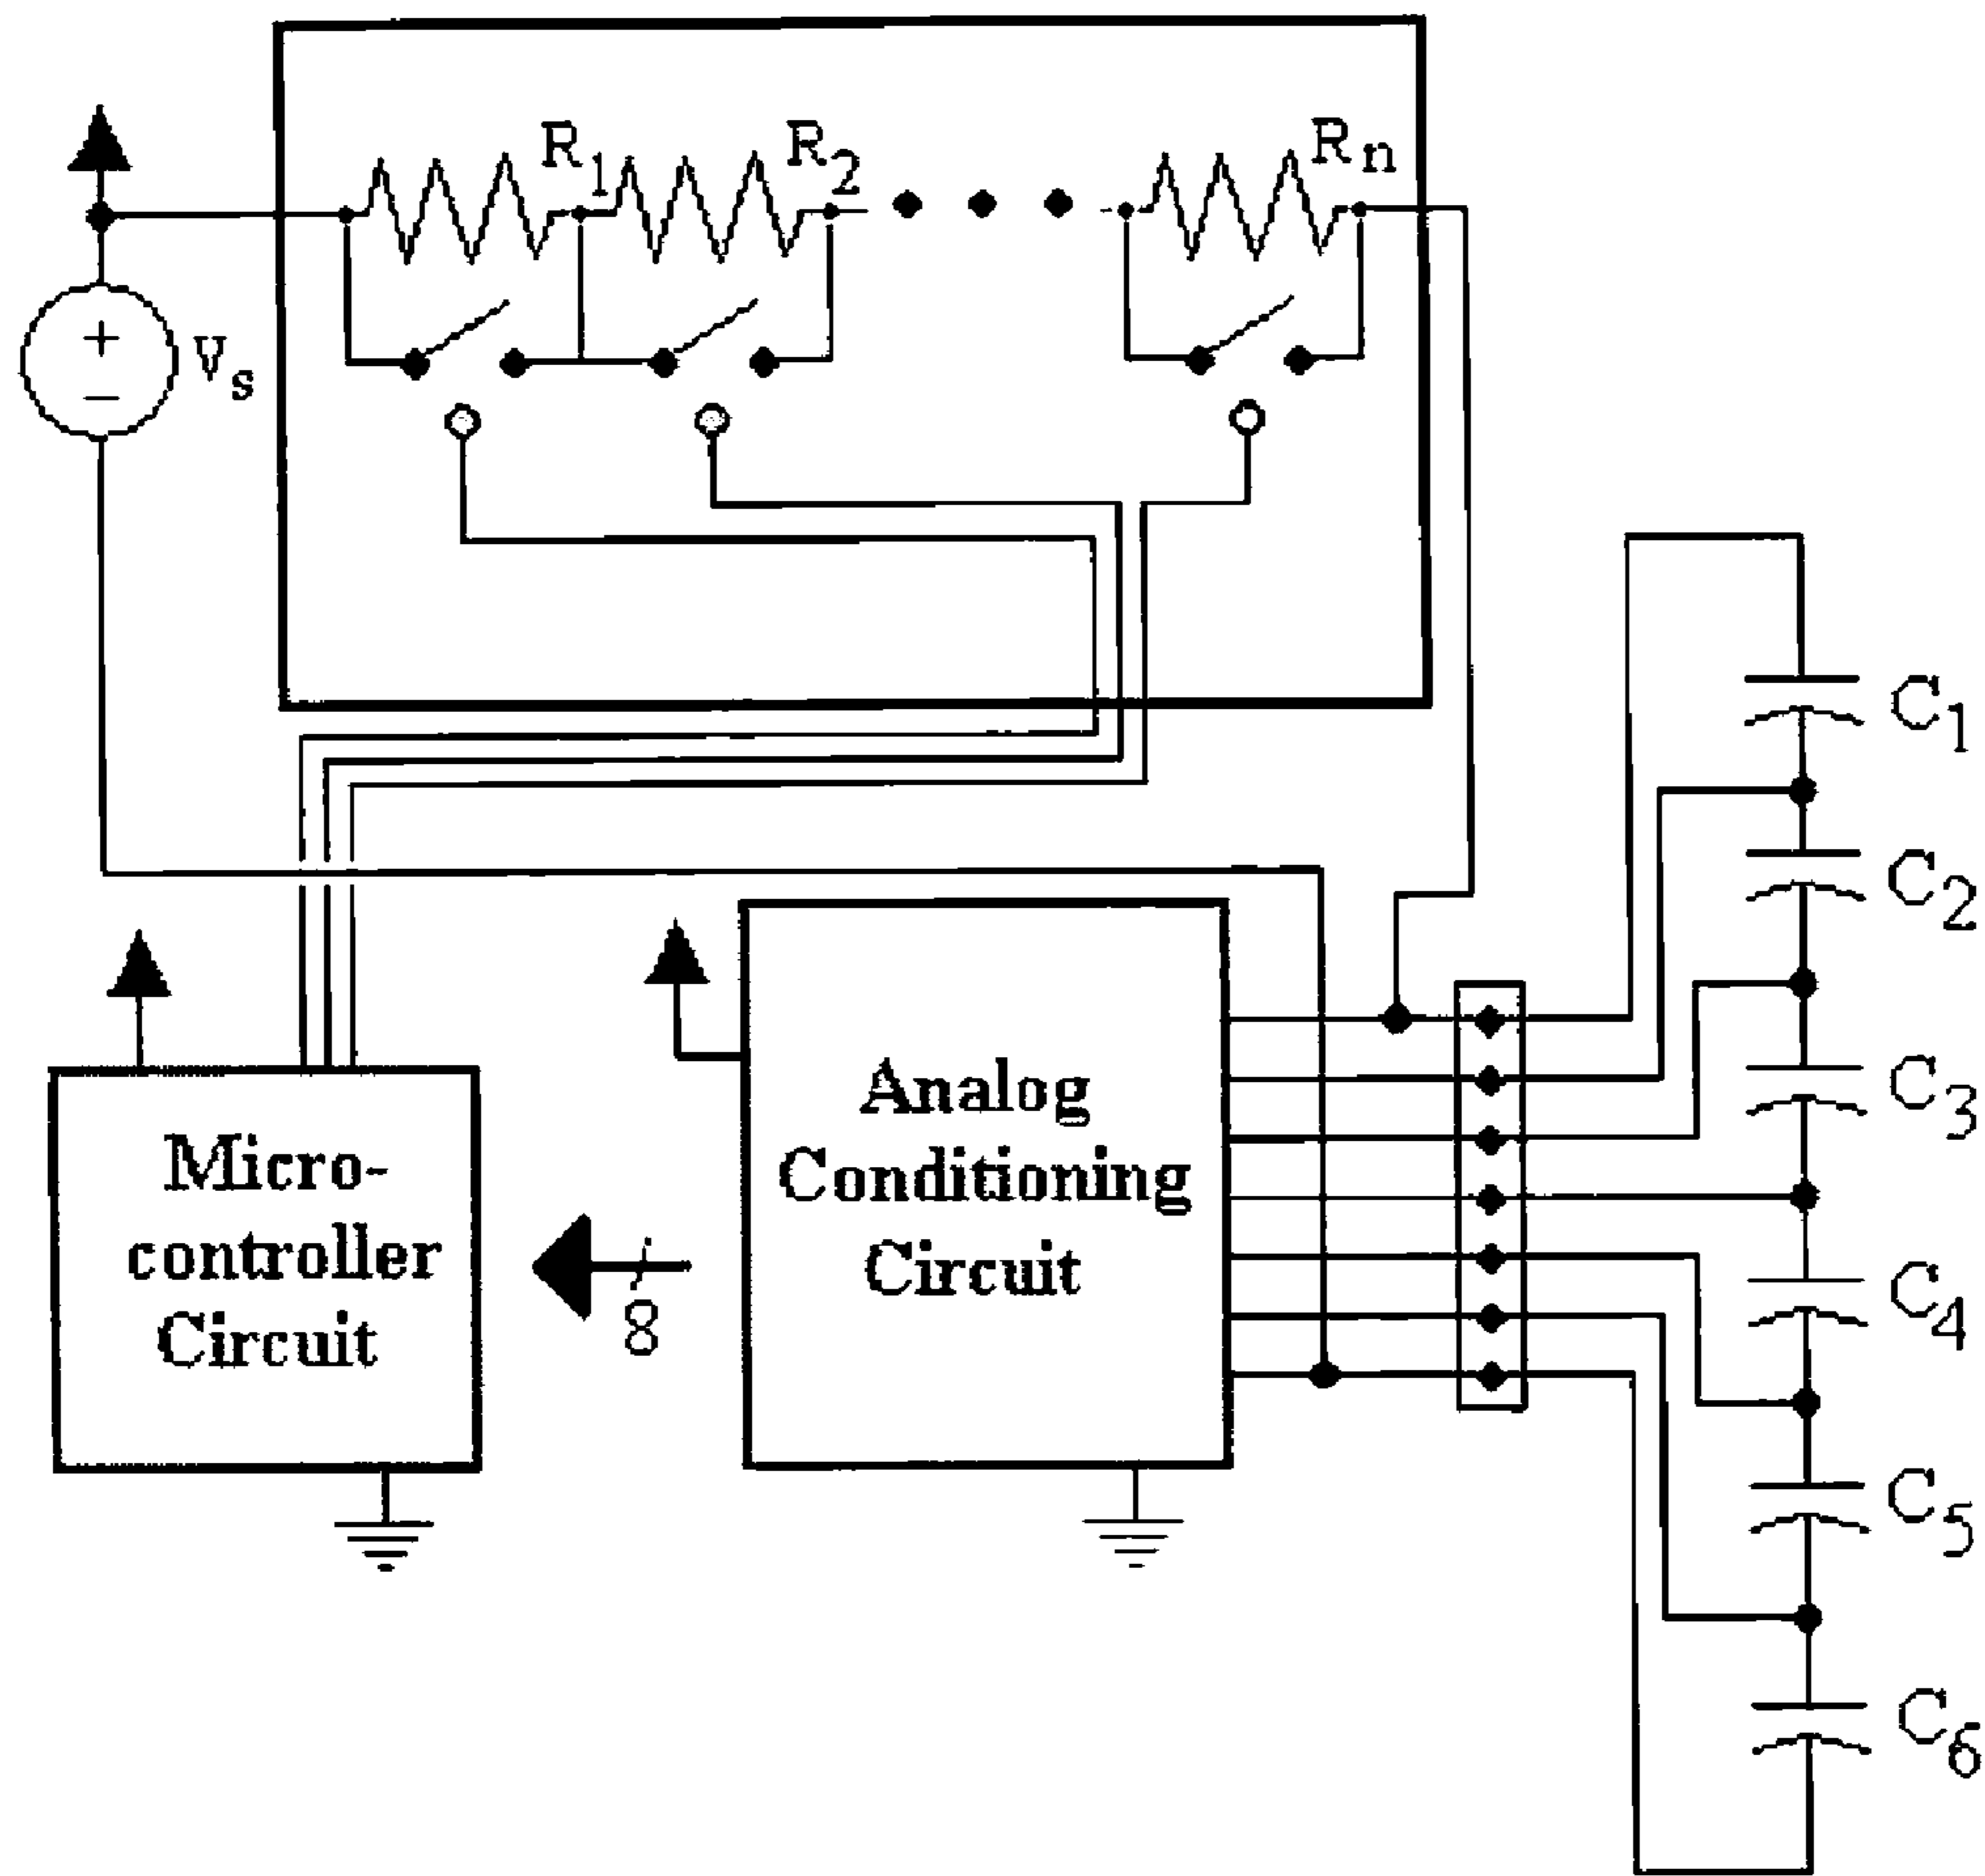 R1
R2
Rn
+
−
vs
C1
C2
C3
C4
C5
C6
Analog
Conditioning
Circuit
Micro-
controller
Circuit
8